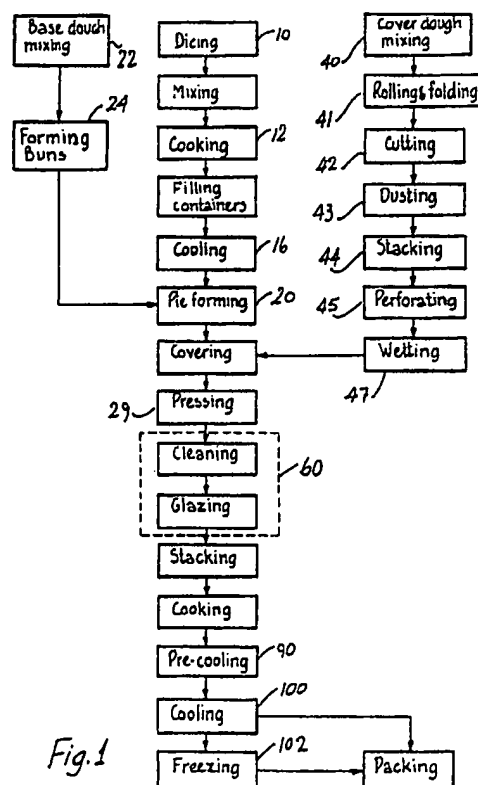 Base dough
mixing
22
24
Forming
Buns
Dicing
10
Mixing
Cooking
12
Filling
containers
Cooling
16
Pie forming
20
Covering
Pressing
29
Cleaning
60
Glazing
Stacking
Cooking
Pre-cooling
90
Cooling
100
Freezing
102
Packing
Cover dough
mixing
40
Rolling & folding
41
Cutting
42
Dusting
43
Stacking
44
Perforating
45
Wetting
47
Fig.1